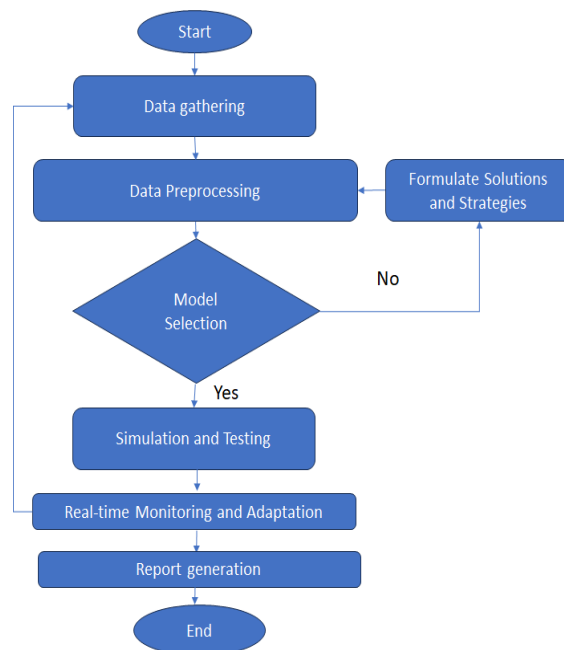 Start
Data gathering
Data Preprocessing
Formulate Solutions
and Strategies
Model
Selection
No
Yes
Simulation and Testing
Real-time Monitoring and Adaptation
Report generation
End